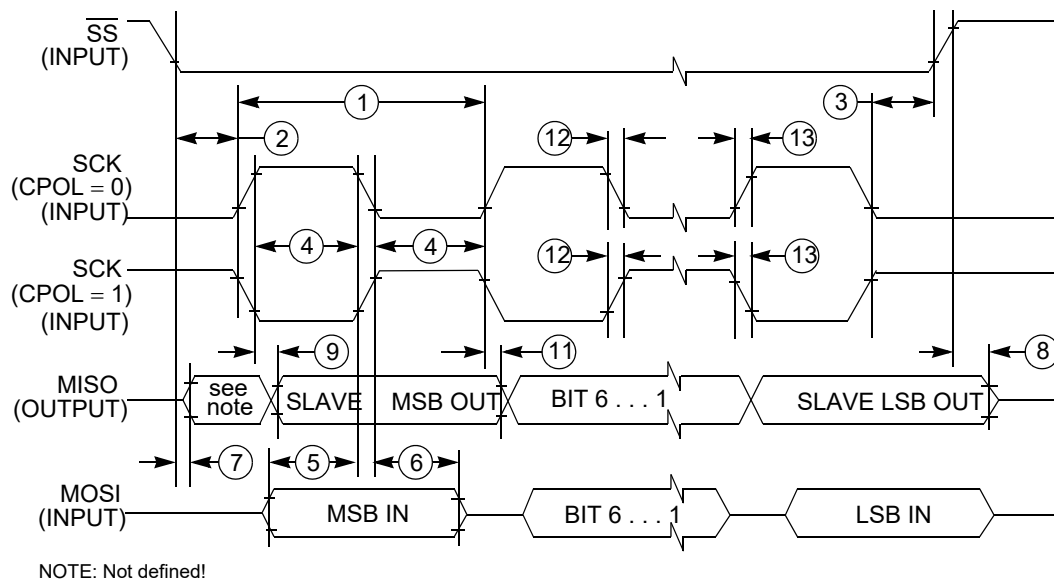 SS
(INPUT)
1
3
2
12
13
SCK
(CPOL = 0)
(INPUT)
4
4
12
13
SCK
(CPOL = 1)
(INPUT)
9
11
8
MISO
(OUTPUT)
see
note
SLAVE MSB OUT
BIT 6 . . . 1
SLAVE LSB OUT
7
5
6
MOSI
(INPUT)
MSB IN
BIT 6 . . . 1
LSB IN
NOTE: Not defined!